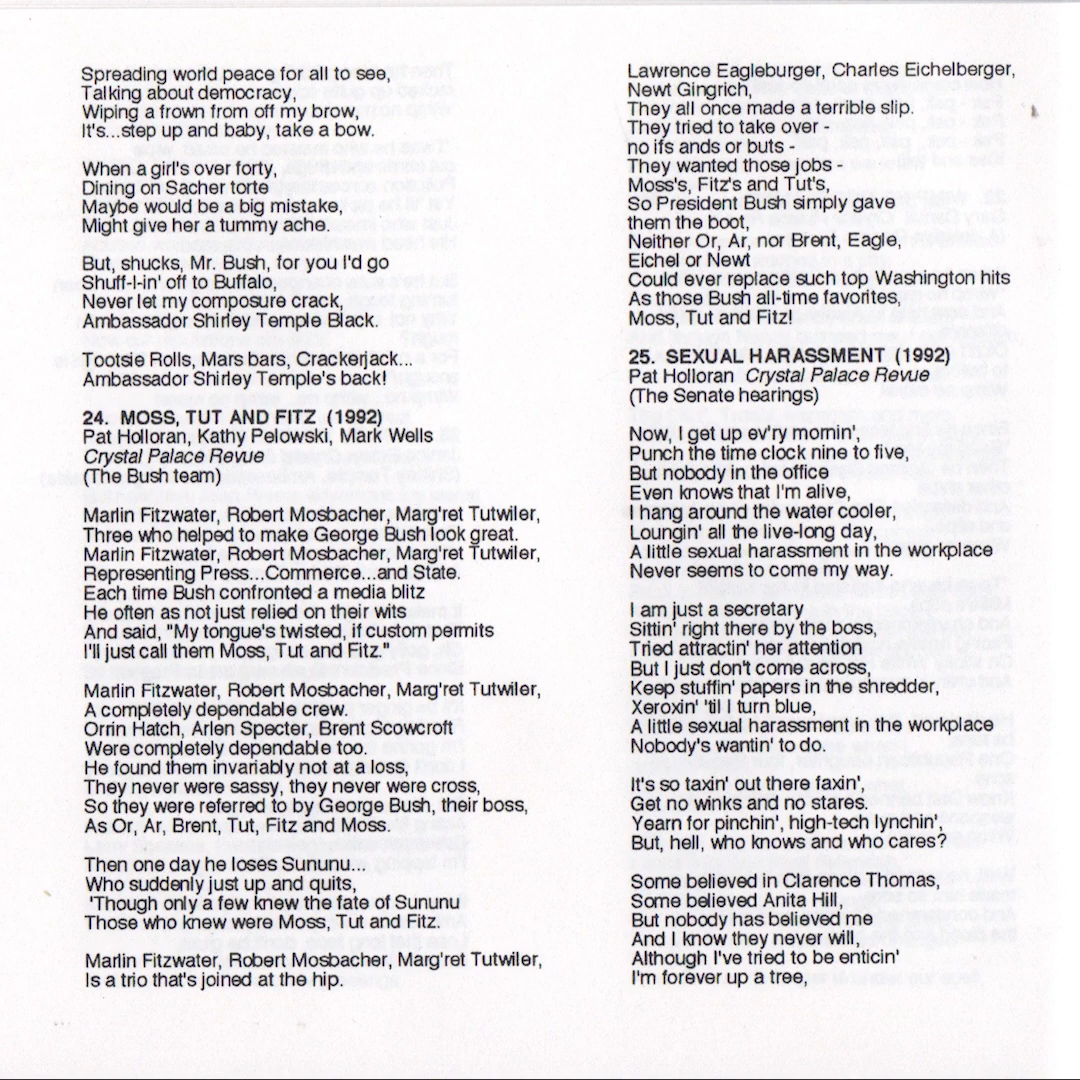 Spreading world peace for all to see,
Talking about democracy,
Wiping a frown from off my brow,
It's...step up and baby, take a bow.
When a girl's over forty,
Dining on Sacher torte
Maybe would be a big mistake,
Might give her a tummy ache.
But, shucks, Mr. Bush, for you I'd go
Shuff-l-in' off to Buffalo,
Never let my composure crack,
Ambassador Shirley Temple Black.
Tootsie Rolls, Mars bars, Crackerjack...
Ambassador Shirley Temple's back!
24. MOSS, TUT AND FITZ (1992)
Pat Holloran, Kathy Pelowski, Mark Wells
Crystal Palace Revue
(The Bush team)
Marlin Fitzwater, Robert Mosbacher, Marg'ret Tutwiler,
Three who helped to make George Bush look great.
Marlin Fitzwater, Robert Mosbacher, Marg'ret Tutwiler,
Representing Press...Commerce...and State.
Each time Bush confronted a media blitz
He often as not just relied on their wits
And said, "My tongue's twisted, if custom permits
I'll just call them Moss, Tut and Fitz."
Marlin Fitzwater, Robert Mosbacher, Marg'ret Tutwiler,
A completely dependable crew.
Orrin Hatch, Arlen Specter, Brent Scowcroft
Were completely dependable too.
He found them invariably not at a loss,
They never were sassy, they never were cross,
So they were referred to by George Bush, their boss,
As Or, Ar, Brent, Tut, Fitz and Moss.
Then one day he loses Sununu...
Who suddenly just up and quits,
'Though only a few knew the fate of Sununu
Those who knew were Moss, Tut and Fitz.
Marlin Fitzwater, Robert Mosbacher, Marg'ret Tutwiler,
Is a trio that's joined at the hip.
Lawrence Eagleburger, Charles Eichelberger,
Newt Gingrich,
They all once made a terrible slip.
They tried to take over -
no ifs ands or buts -
They wanted those jobs -
Moss's, Fitz's and Tut's,
So President Bush simply gave
them the boot,
Neither Or, Ar, nor Brent, Eagle,
Eichel or Newt
Could ever replace such top Washington hits
As those Bush all-time favorites,
Moss, Tut and Fitz!
25. SEXUAL HARASSMENT (1992)
Pat Holloran Crystal Palace Revue
(The Senate hearings)
Now, I get up ev'ry mornin',
Punch the time clock nine to five,
But nobody in the office
Even knows that I'm alive,
I hang around the water cooler,
Loungin' all the live-long day,
A little sexual harassment in the workplace
Never seems to come my way.
I am just a secretary
Sittin' right there by the boss,
Tried attractin' her attention
But I just don't come across,
Keep stuffin' papers in the shredder,
Xeroxin' 'til I turn blue,
A little sexual harassment in the workplace
Nobody's wantin' to do.
It's so taxin' out there faxin',
Get no winks and no stares.
Yearn for pinchin', high-tech lynchin',
But, hell, who knows and who cares?
Some believed in Clarence Thomas,
Some believed Anita Hill,
But nobody has believed me
And I know they never will,
Although I've tried to be enticin'
I'm forever up a tree,